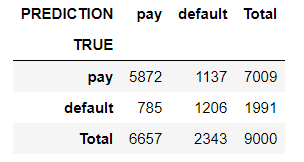 PREDICTION pay default Total
TRUE
pay 5872 1137 7009
default 785 1206 1991
Total 6657 2343 9000